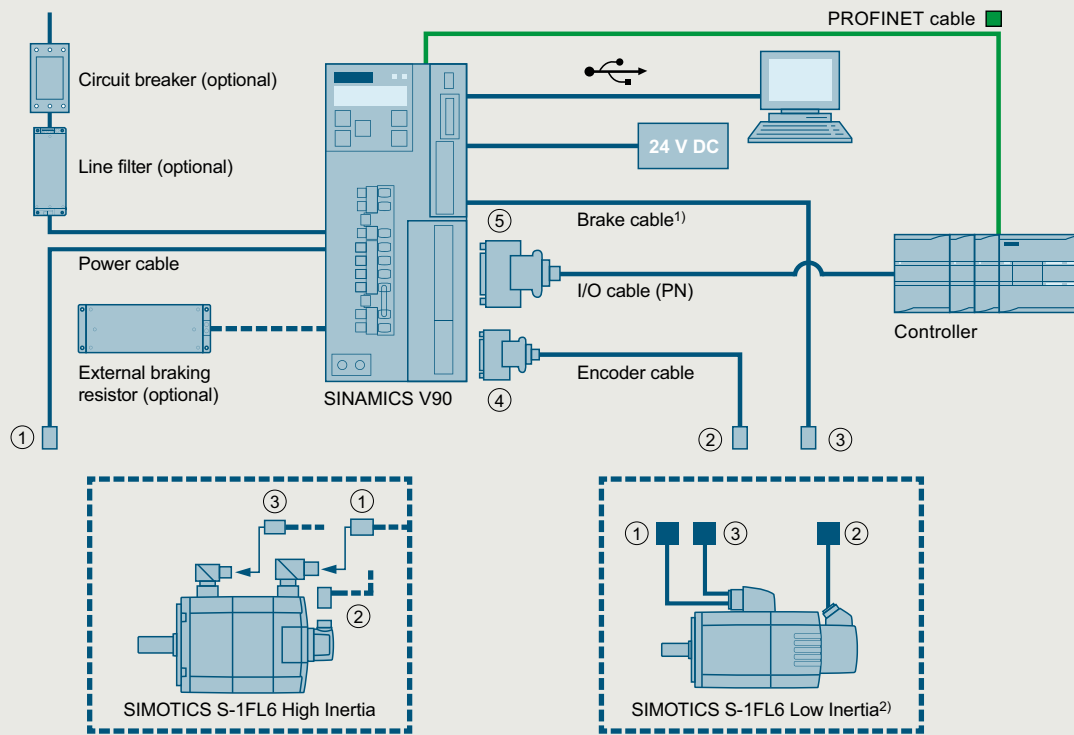 PROFINET cable
Circuit breaker (optional)
Line filter (optional)
24 V DC
⑤
Brake cable1)
Power cable
I/O cable (PN)
Controller
External braking
resistor (optional)
SINAMICS V90
Encoder cable
④
①
②
③
③
①
②
SIMOTICS S-1FL6 High Inertia
①
③
②
SIMOTICS S-1FL6 Low Inertia2)